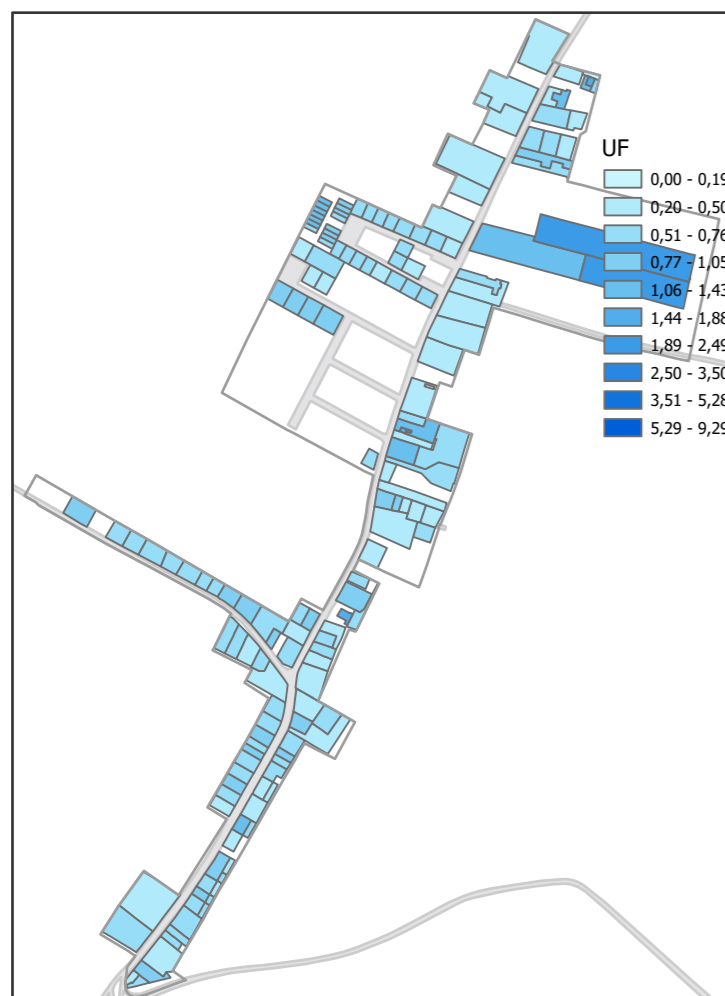 UF
0,00 - 0,19
0,20 - 0,50
0,51 - 0,76
0,77 - 1,05
1,06 - 1,43
1,44 - 1,88
1,89 - 2,49
2,50 - 3,50
3,51 - 5,28
5,29 - 9,29